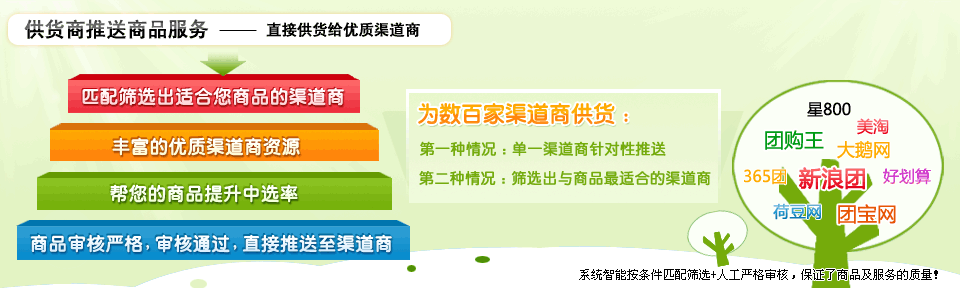 供货商推送商品服务 —— 直接供货给优质渠道商
匹配筛选出适合您商品的渠道商
丰富的优质渠道商资源
帮您的商品提升中选率
商品审核严格，审核通过，直接推送至渠道商
为数百家渠道商供货：
第一种情况：单一渠道商针对性推送
第二种情况：筛选出与商品最适合的渠道商
星800
团购王
美淘
大鹅网
365团
新浪团
好划算
荷豆网
团宝网
系统智能按条件匹配筛选+人工严格审核，保证了商品及服务的质量！